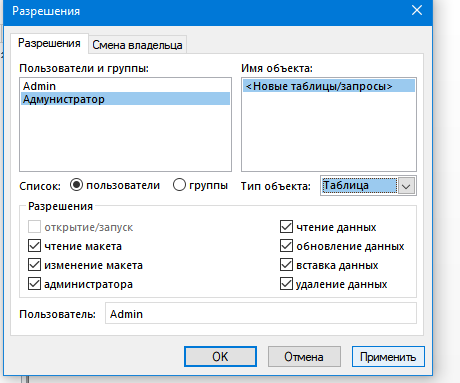 Разрешения
Разрешения Смена владельца
Пользователи и группы: Имя объекта:
Admin <Новые таблицы/запросы>
Адмунистратор
Список: пользователи группы Тип объекта: Таблица
Разрешения
открытие/запуск чтение данных
чтение макета обновление данных
изменение макета вставка данных
администратора удаление данных
Пользователь: Admin
OK Отмена Применить